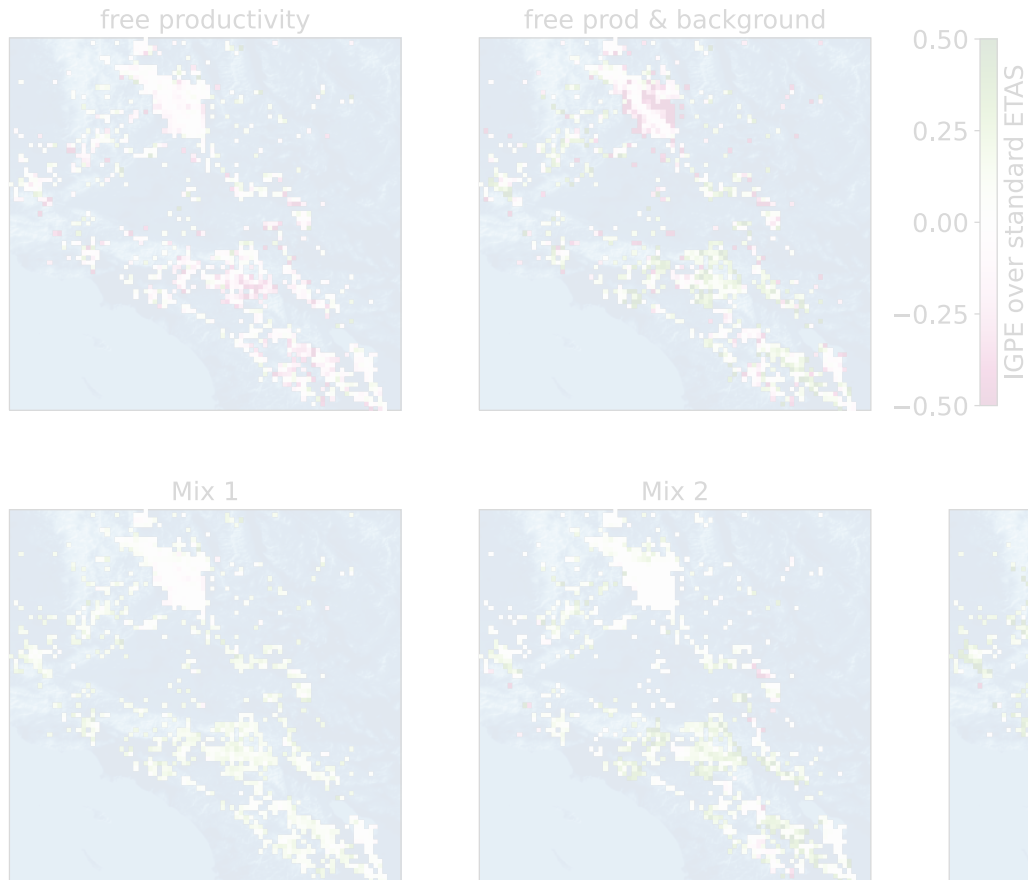 free productivity
free prod & background
0.50
0.25
0.00
−0.25
−0.50
IGPE over standard ETAS
Mix 1
Mix 2